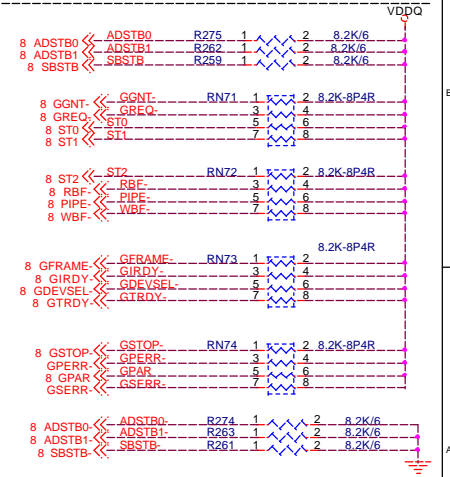 VDDQ
8 ADSTB0 ADSTB0 R275 1 2 8.2K/6
8 ADSTB1 ADSTB1 R262 1 2 8.2K/6
8 SBSTB SBSTB R259 1 2 8.2K/6
B
8 GGNT- GGNT- RN71 1 2 8.2K-8P4R
8 GREQ- GREQ- 3 4
8 ST0 ST0 5 6
8 ST1 ST1 7 8
8 ST2 ST2 RN72 1 2 8.2K-8P4R
8 RBF- RBF- 3 4
8 PIPE- PIPE- 5 6
8 WBF- WBF- 7 8
8.2K-8P4R
8 GFRAME- GFRAME- RN73 1 2
8 GIRDY- GIRDY- 3 4
8 GDEVSEL- GDEVSEL- 5 6
8 GTRDY- GTRDY- 7 8
8 GSTOP- GSTOP- RN74 1 2 8.2K-8P4R
GPERR- GPERR- 3 4
8 GPAR GPAR 5 6
GSERR- GSERR- 7 8
8 ADSTB0- ADSTB0- R274 1 2 8.2K/6
8 ADSTB1- ADSTB1- R263 1 2 8.2K/6
8 SBSTB- SBSTB- R261 1 2 8.2K/6
A